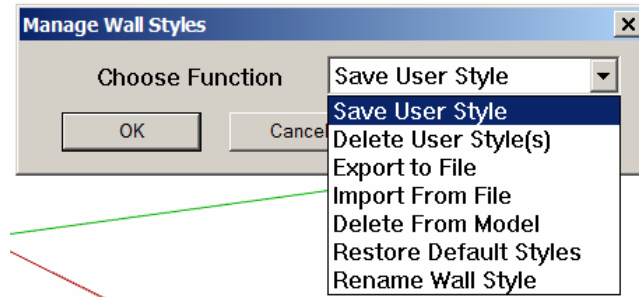 Manage Wall Styles
Choose Function Save User Style
Save User Style
OK Cancel
Delete User Style(s)
Export to File
Import From File
Delete From Model
Restore Default Styles
Rename Wall Style